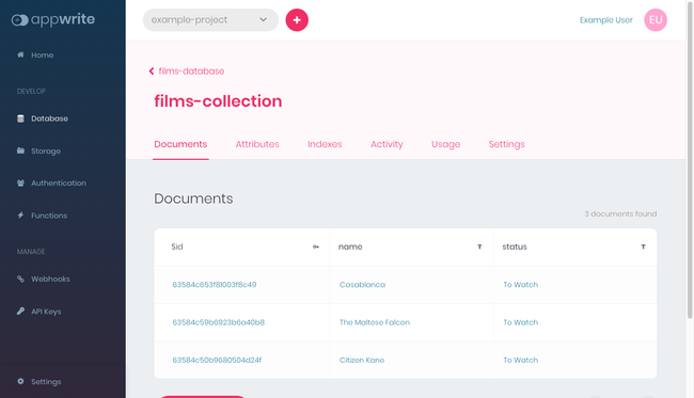 appwrite
example-project
Example User
EU
Home
DEVELOP
Database
Storage
Authentication
Functions
MANAGE
Webhooks
API Keys
Settings
films-database
films-collection
Documents Attributes Indexes Activity Usage Settings
Documents
3 documents found
$id name status
63584c653f81003f8c49 Casablanca To Watch
63584c59b6923b6a40b8 The Maltese Falcon To Watch
63584c50b9680504d24f Citizen Kane To Watch